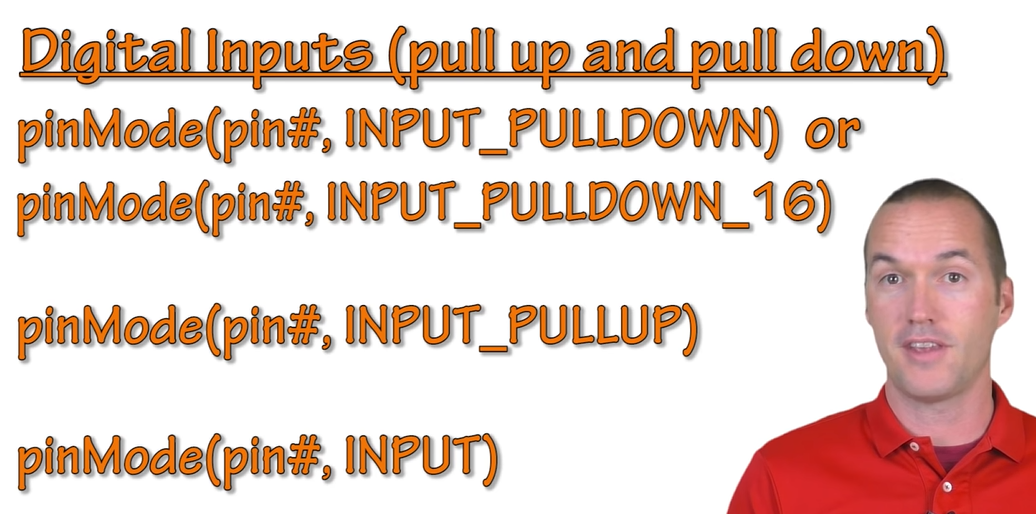 Digital Inputs (pull up and pull down)
pinMode(pin#, INPUT_PULLDOWN) or
pinMode(pin#, INPUT_PULLDOWN_16)
pinMode(pin#, INPUT_PULLUP)
pinMode(pin#, INPUT)